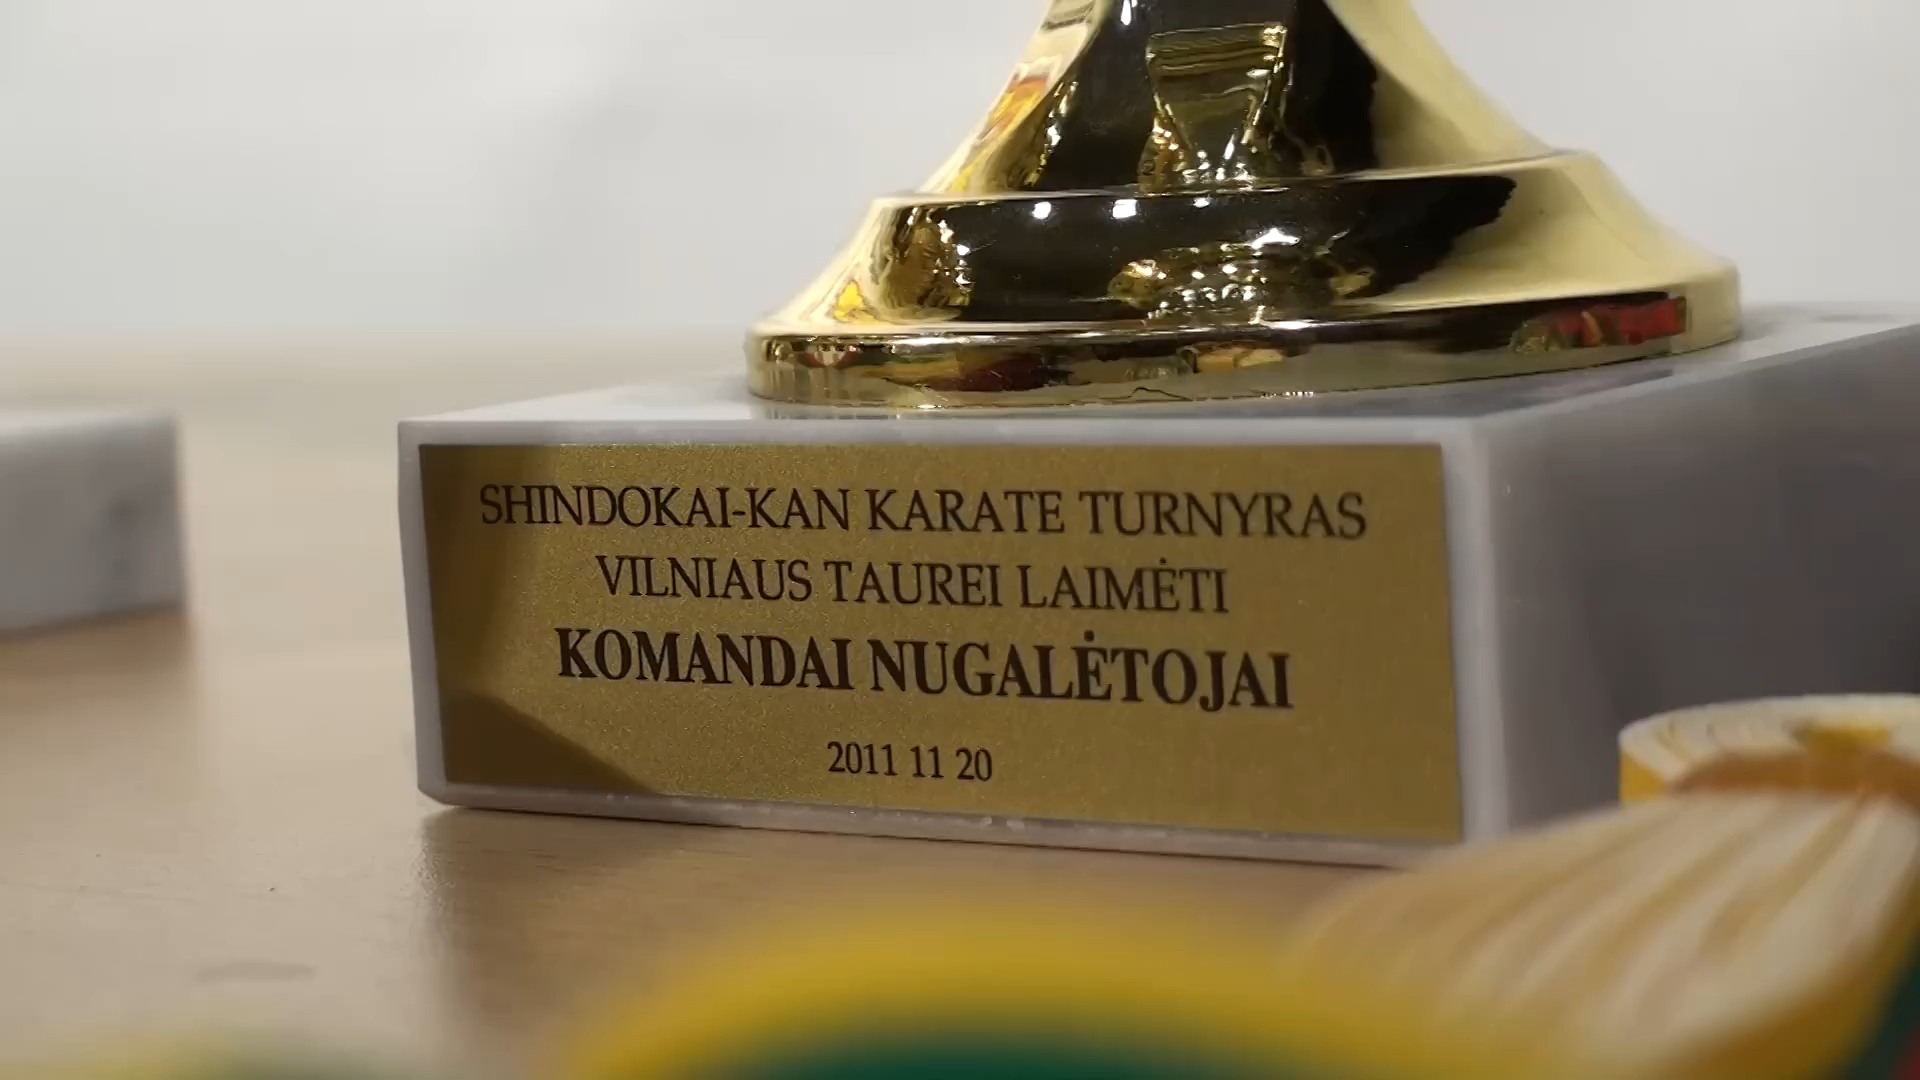 SHINDOKAI-KAN KARATE TURNYRAS
VILNIAUS TAUREI LAIMĖTI
KOMANDAI NUGALĖTOJAI
2011 11 20